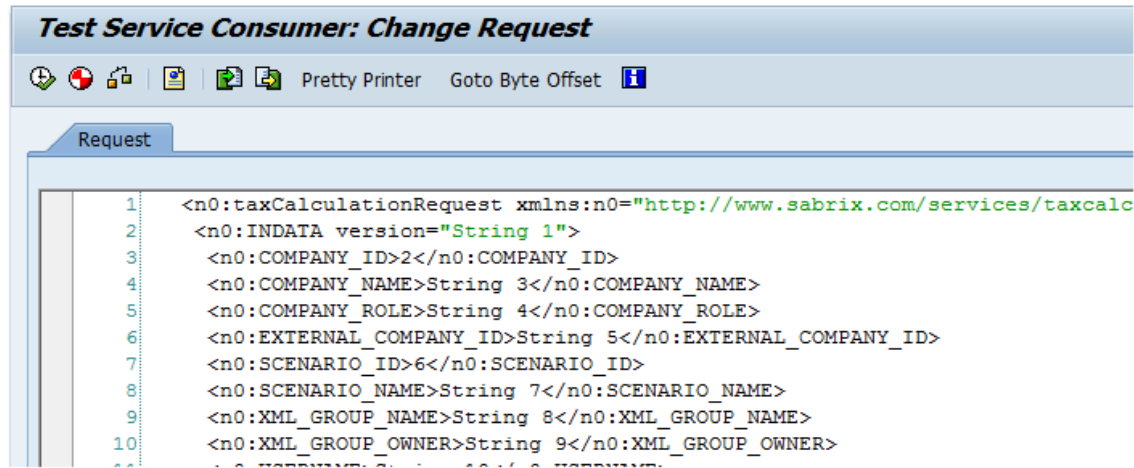 Test Service Consumer: Change Request
Pretty Printer Goto Byte Offset
Request
1 <n0:taxCalculationRequest xmlns:n0="http://www.sabrix.com/services/taxcalc
2 <n0:INDATA version="String 1">
3 <n0:COMPANY_ID>2</n0:COMPANY_ID>
4 <n0:COMPANY_NAME>String 3</n0:COMPANY_NAME>
5 <n0:COMPANY_ROLE>String 4</n0:COMPANY_ROLE>
6 <n0:EXTERNAL_COMPANY_ID>String 5</n0:EXTERNAL_COMPANY_ID>
7 <n0:SCENARIO_ID>6</n0:SCENARIO_ID>
8 <n0:SCENARIO_NAME>String 7</n0:SCENARIO_NAME>
9 <n0:XML_GROUP_NAME>String 8</n0:XML_GROUP_NAME>
10 <n0:XML_GROUP_OWNER>String 9</n0:XML_GROUP_OWNER>